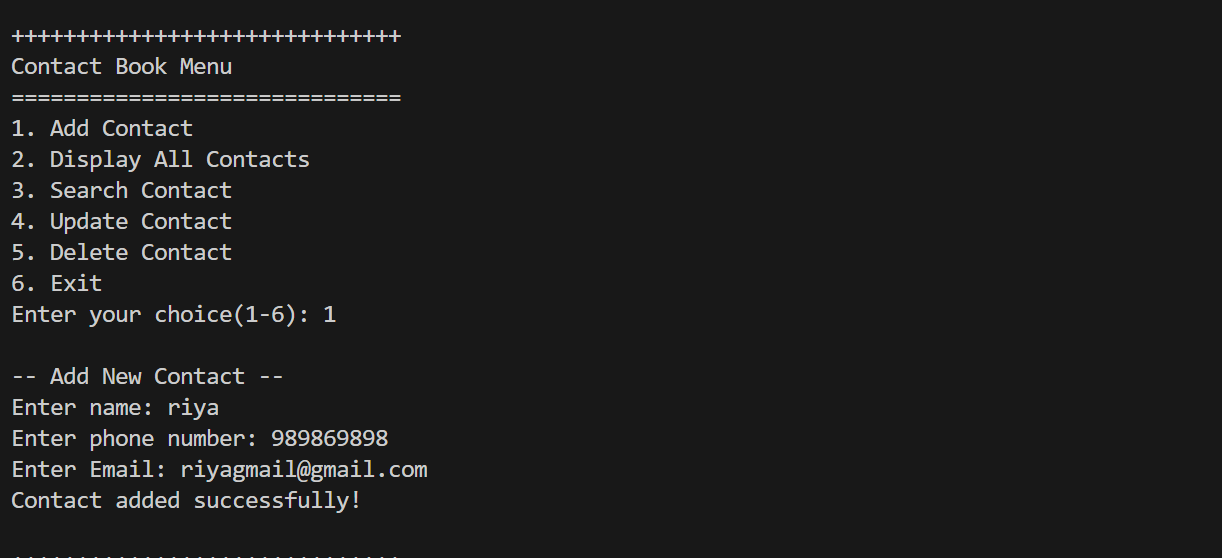 ++++++++++++++++++++++++++++++
Contact Book Menu
==============================
1. Add Contact
2. Display All Contacts
3. Search Contact
4. Update Contact
5. Delete Contact
6. Exit
Enter your choice(1-6): 1
-- Add New Contact --
Enter name: riya
Enter phone number: 989869898
Enter Email: riyagmail@gmail.com
Contact added successfully!